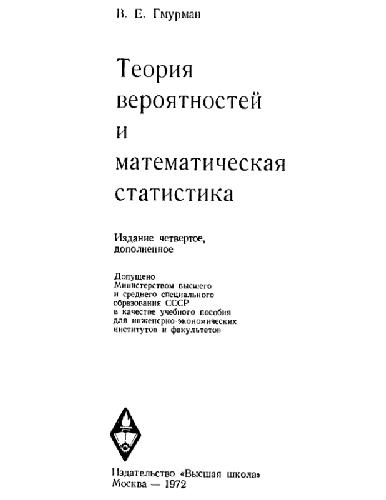 В. Е. Гмурман
Теория
вероятностей
и
математическая
статистика
Издание четвертое,
дополненное
Допущено
Министерством высшего
и среднего специального
образования СССР
в качестве учебного пособия
для инженерно-экономических
институтов и факультетов
Издательство «Высшая школа»
Москва — 1972